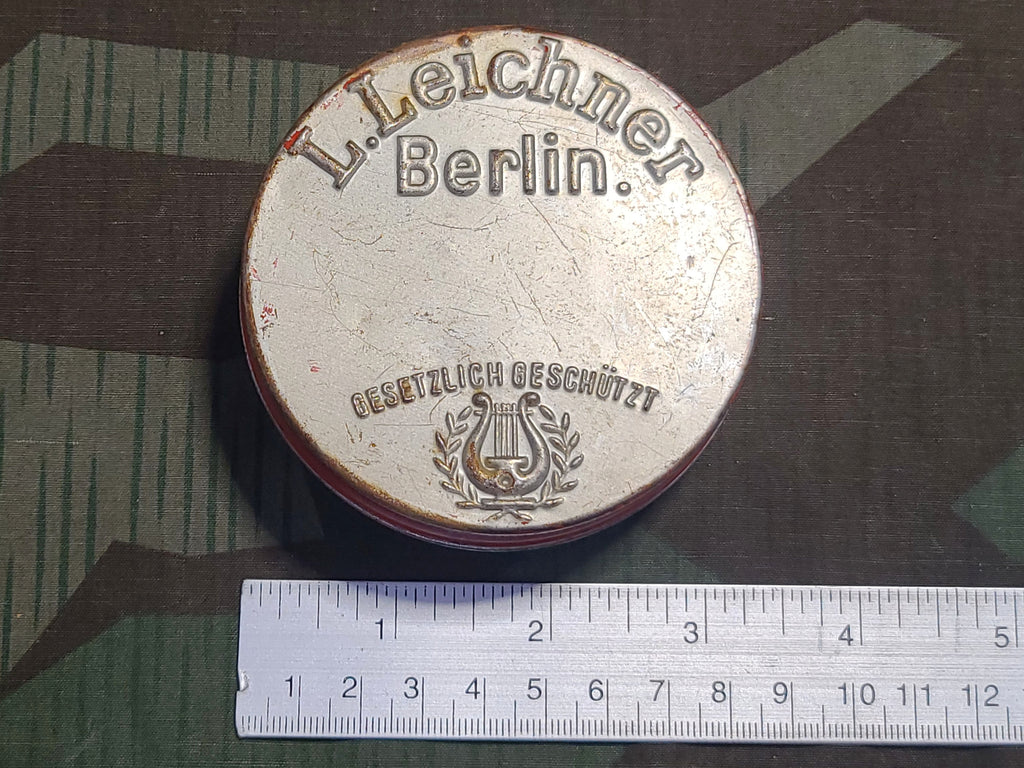 L. Leichner
Berlin.
GESETZLICH GESCHÜTZT
1 2 3 4 5
1 2 3 4 5 6 7 8 9 10 11 12